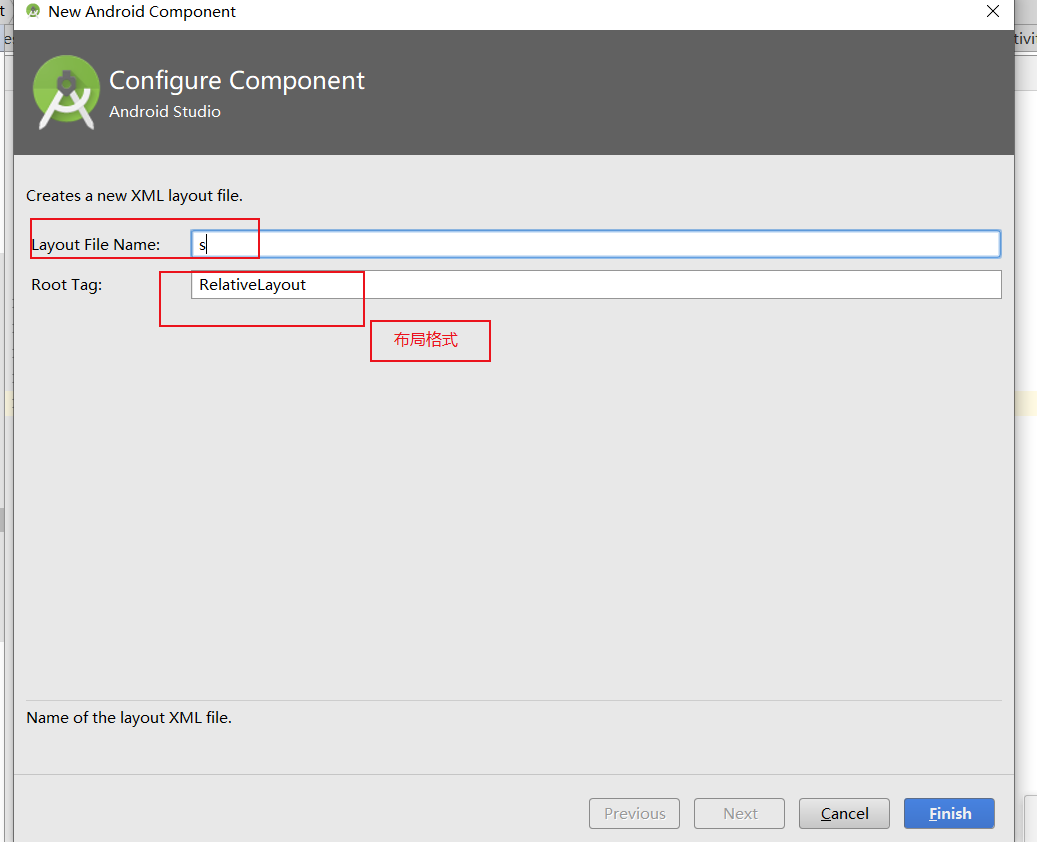 New Android Component
Configure Component
Android Studio
Creates a new XML layout file.
Layout File Name: s
Root Tag: RelativeLayout
布局格式
Name of the layout XML file.
Previous Next Cancel Finish